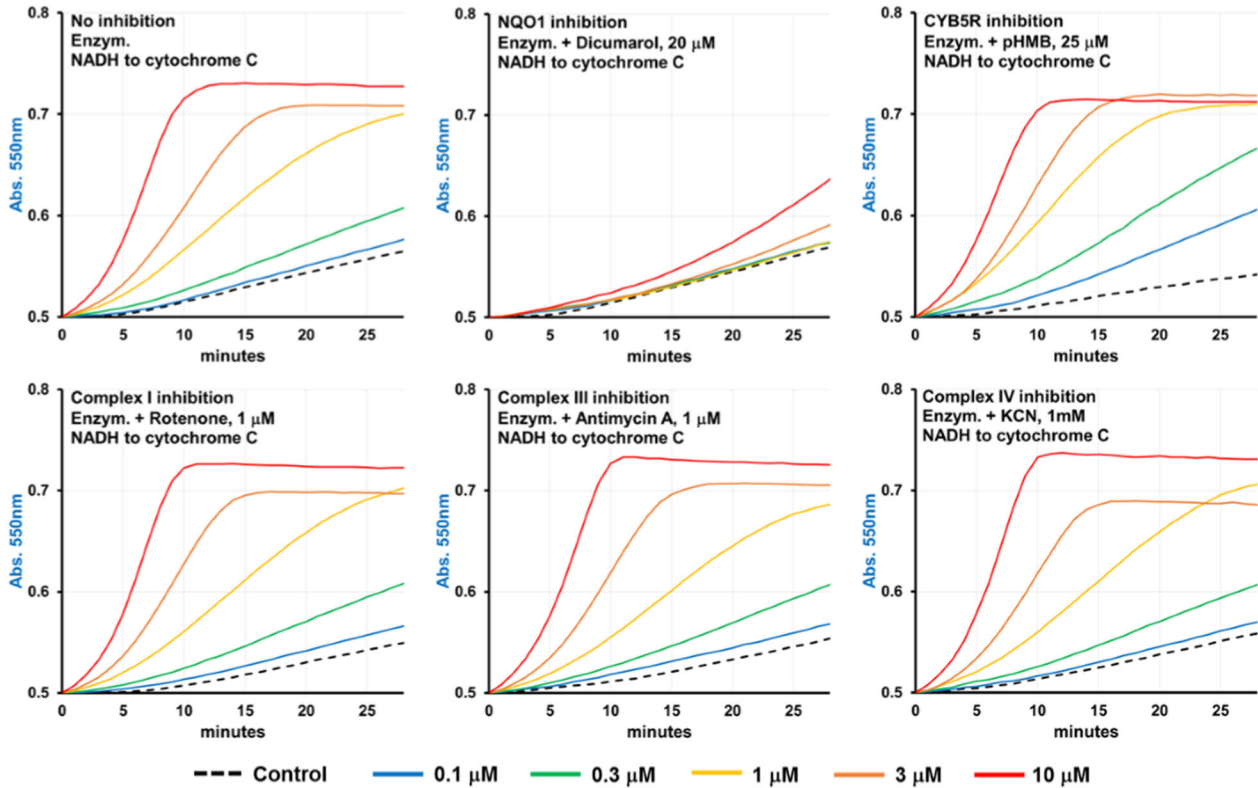 No inhibition
Enzym.
NADH to cytochrome C
Abs. 550nm
0.8
0.7
0.6
0.5
0 5 10 15 20 25
minutes
NQO1 inhibition
Enzym. + Dicumarol, 20 μM
NADH to cytochrome C
Abs. 550nm
0.8
0.7
0.6
0.5
0 5 10 15 20 25
minutes
CYB5R inhibition
Enzym. + pHMB, 25 μM
NADH to cytochrome C
Abs. 550nm
0.8
0.7
0.6
0.5
0 5 10 15 20 25
minutes
Complex I inhibition
Enzym. + Rotenone, 1 μM
NADH to cytochrome C
Abs. 550nm
0.8
0.7
0.6
0.5
0 5 10 15 20 25
minutes
Complex III inhibition
Enzym. + Antimycin A, 1 μM
NADH to cytochrome C
Abs. 550nm
0.8
0.7
0.6
0.5
0 5 10 15 20 25
minutes
Complex IV inhibition
Enzym. + KCN, 1mM
NADH to cytochrome C
Abs. 550nm
0.8
0.7
0.6
0.5
0 5 10 15 20 25
minutes
Control 0.1 μM 0.3 μM 1 μM 3 μM 10 μM